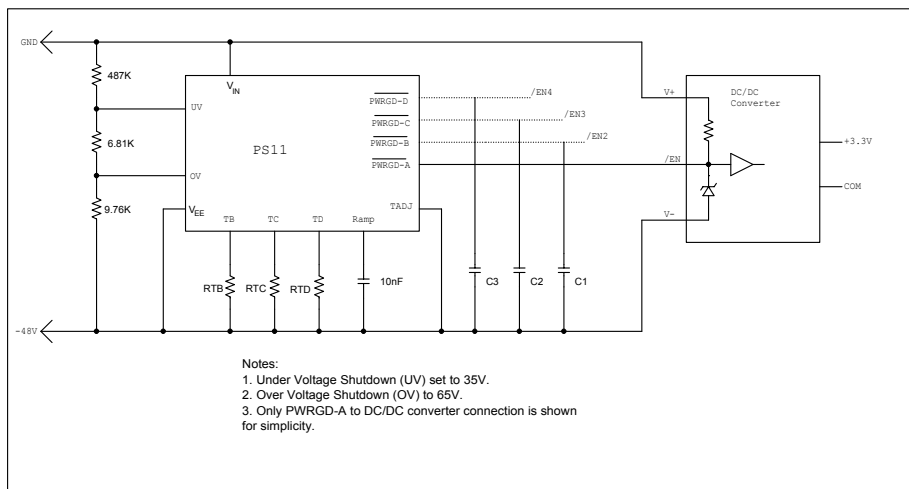 GND
487K
6.81K
9.76K
-48V
VIN
UV
OV
VEE
PS11
PWRGD-D
PWRGD-C
PWRGD-B
PWRGD-A
TADJ
TB
TC
TD
Ramp
RTB
RTC
RTD
10nF
/EN4
/EN3
/EN2
/EN
C3
C2
C1
V+
V-
DC/DC
Converter
+3.3V
COM
Notes:
1. Under Voltage Shutdown (UV) set to 35V.
2. Over Voltage Shutdown (OV) to 65V.
3. Only PWRGD-A to DC/DC converter connection is shown
for simplicity.